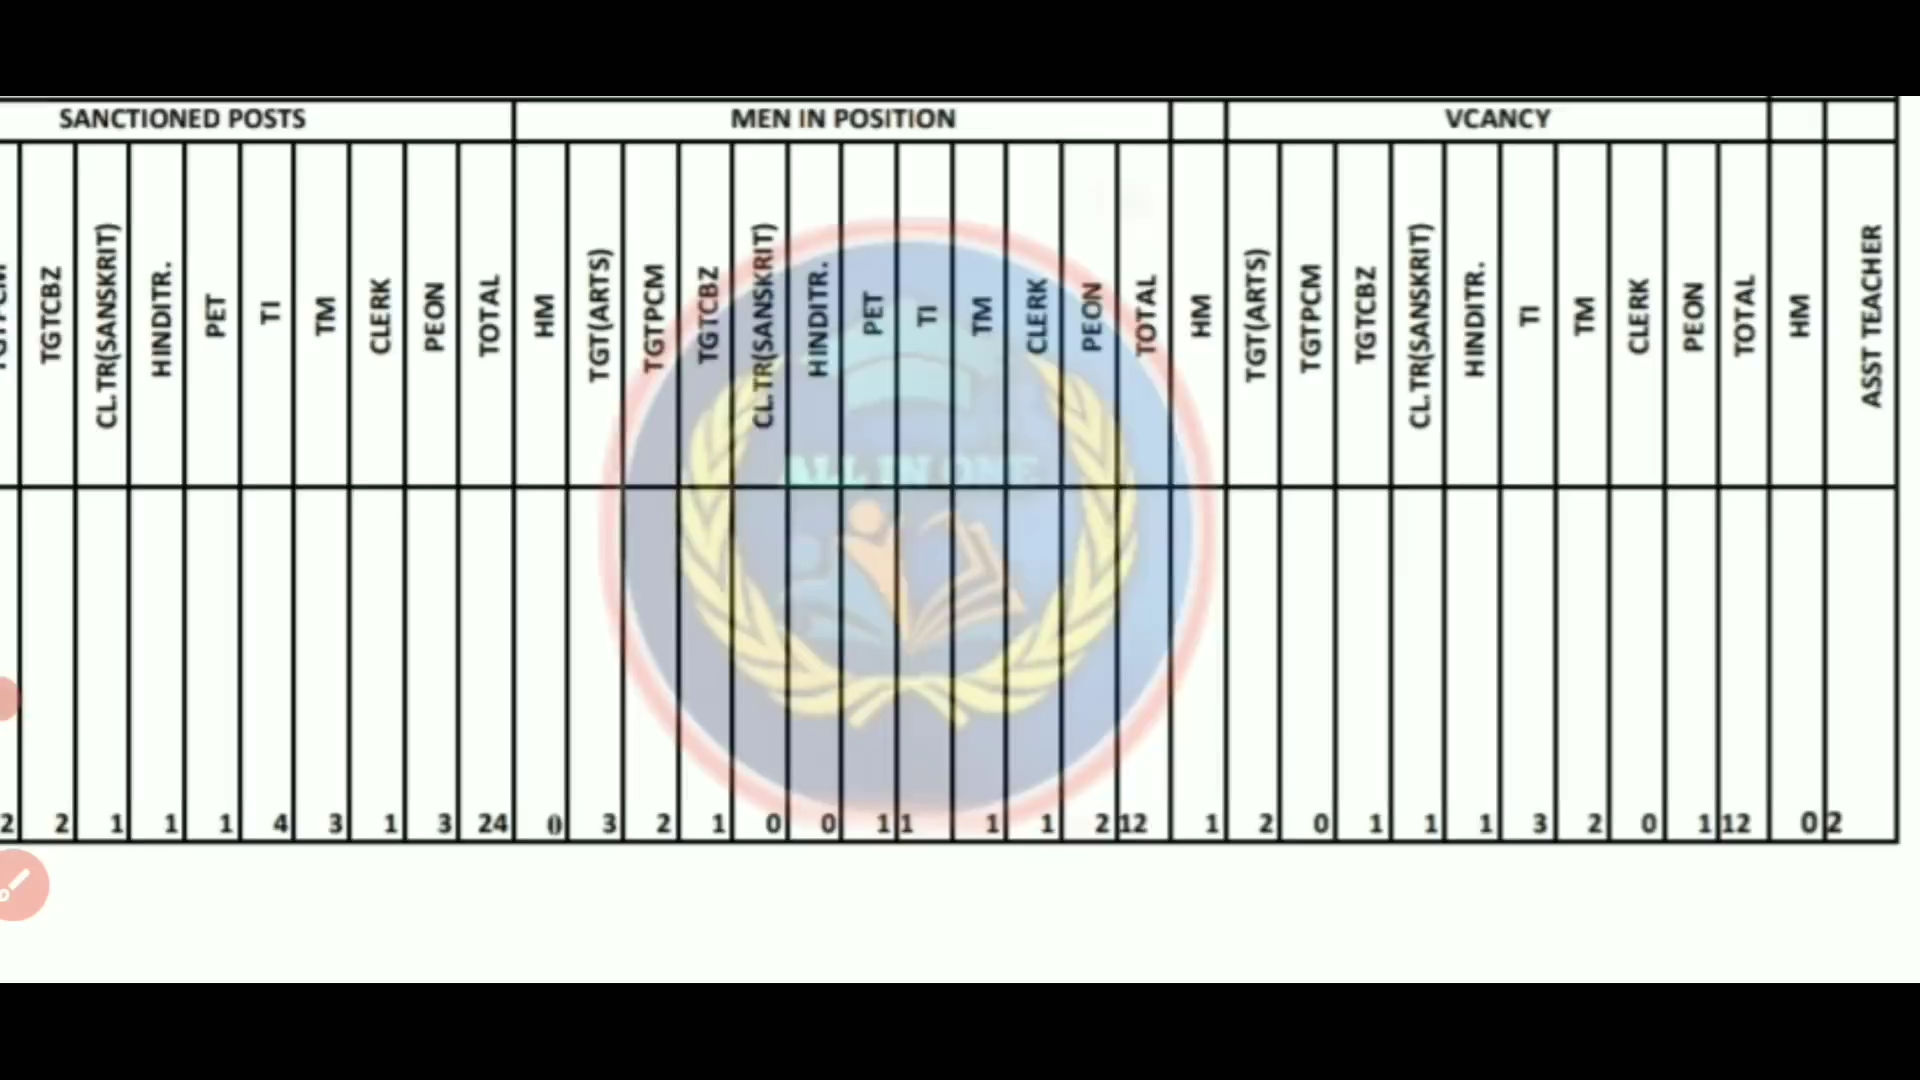 SANCTIONED POSTS MEN IN POSITION VCANCY
TGTPCM TGTCBZ CL.TR(SANSKRIT) HINDITR. PET TI TM CLERK PEON TOTAL HM TGT(ARTS) TGTPCM TGTCBZ CL.TR(SANSKRIT) HINDITR. PET TI TM CLERK PEON TOTAL HM TGT(ARTS) TGTPCM TGTCBZ CL.TR(SANSKRIT) HINDITR. TI TM CLERK PEON TOTAL HM ASST TEACHER
ALL IN ONE
2 2 1 1 1 4 3 1 3 24 0 3 2 1 0 0 1 1 1 1 2 12 1 2 0 1 1 1 3 2 0 1 12 0 2